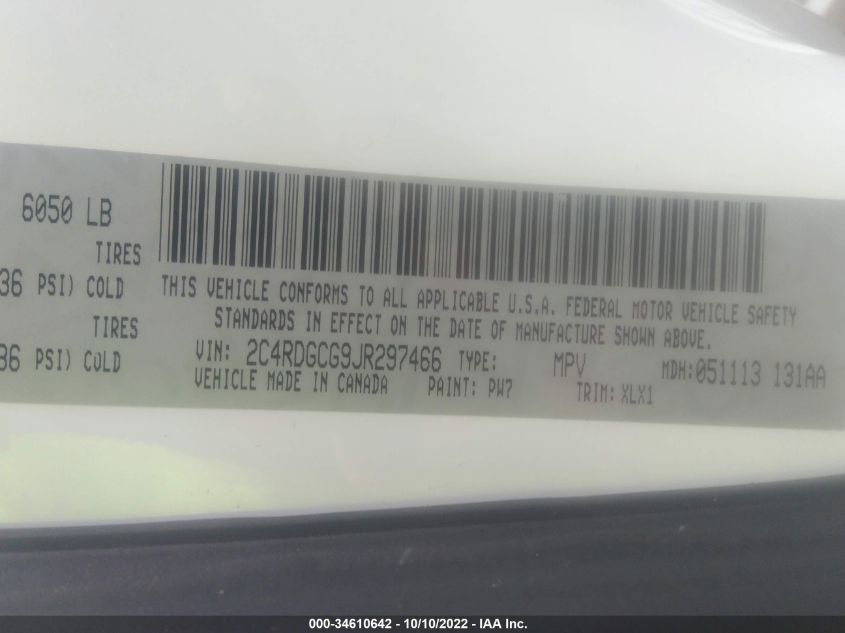 6050 LB
TIRES
36 PSI) COLD
TIRES
36 PSI) COLD
THIS VEHICLE CONFORMS TO ALL APPLICABLE U.S.A. FEDERAL MOTOR VEHICLE SAFETY
STANDARDS IN EFFECT ON THE DATE OF MANUFACTURE SHOWN ABOVE.
VIN: 2C4RDGCG9JR297466 TYPE: MPV MDH:051113 131AA
VEHICLE MADE IN CANADA PAINT: PW7 TRIM: XLX1
000-34610642 - 10/10/2022 - IAA Inc.